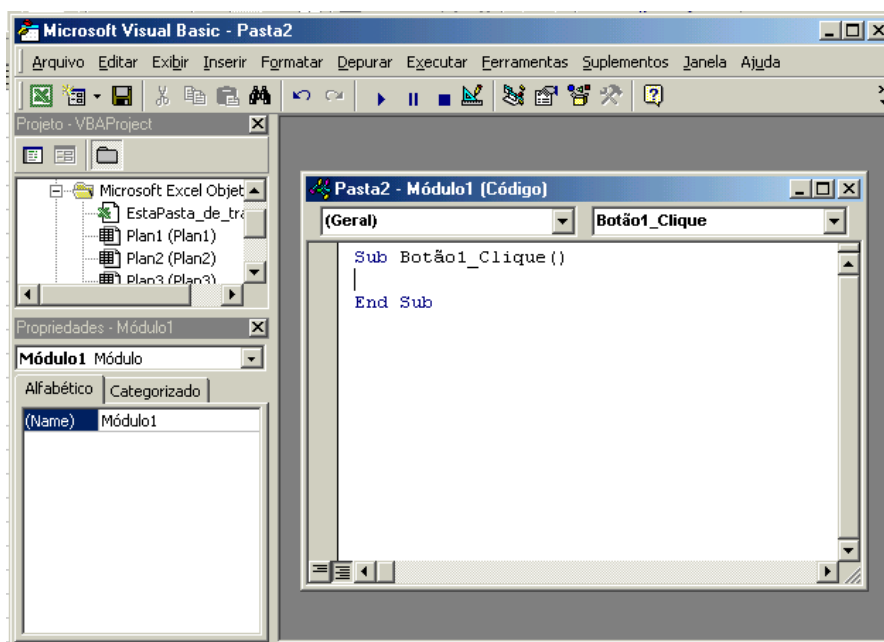 Microsoft Visual Basic - Pasta2
Arquivo Editar Exibir Inserir Formatar Depurar Executar Ferramentas Suplementos Janela Ajuda
Projeto - VBAProject
Microsoft Excel Objet
EstaPasta_de_tra
Plan1 (Plan1)
Plan2 (Plan2)
Plan3 (Plan3)
Propriedades - Módulo1
Módulo1 Módulo
Alfabético Categorizado
(Name) Módulo1
Pasta2 - Módulo1 (Código)
(Geral) Botão1_Clique
Sub Botão1_Clique()
End Sub